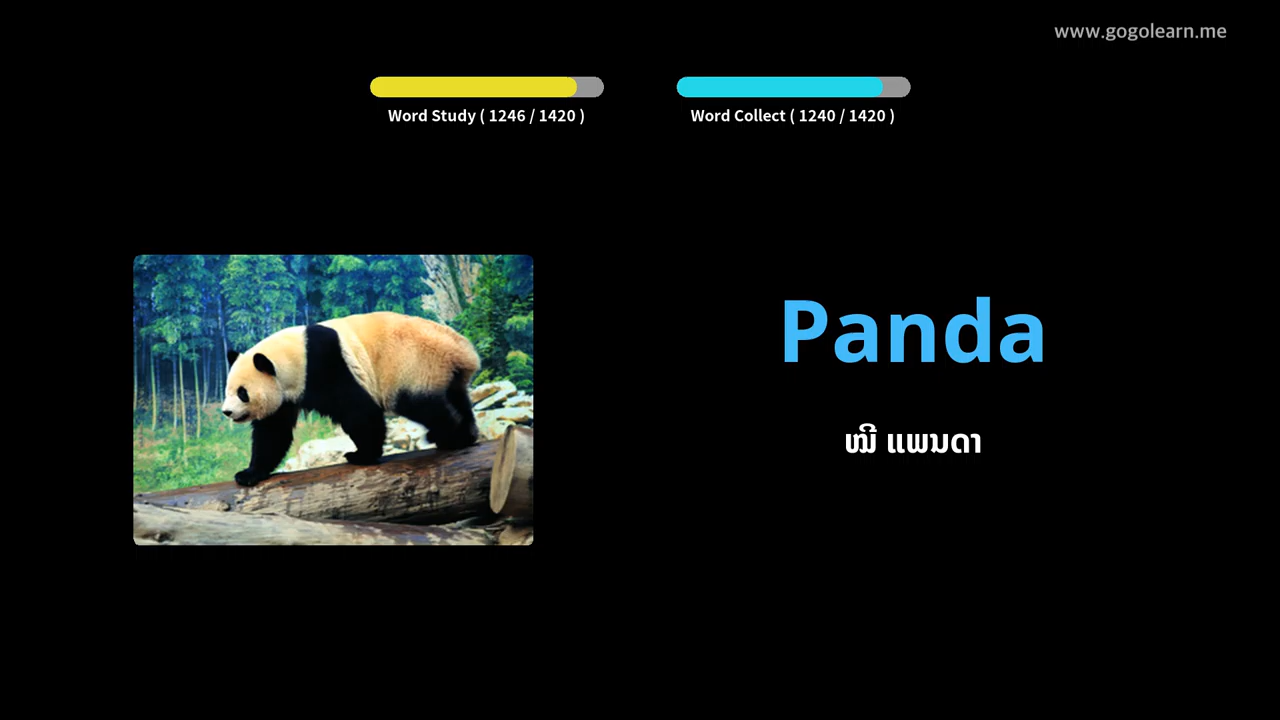 www.gogolearn.me
Word Study ( 1246 / 1420 )
Word Collect ( 1240 / 1420 )
Panda
ໝີ ແພນດາ